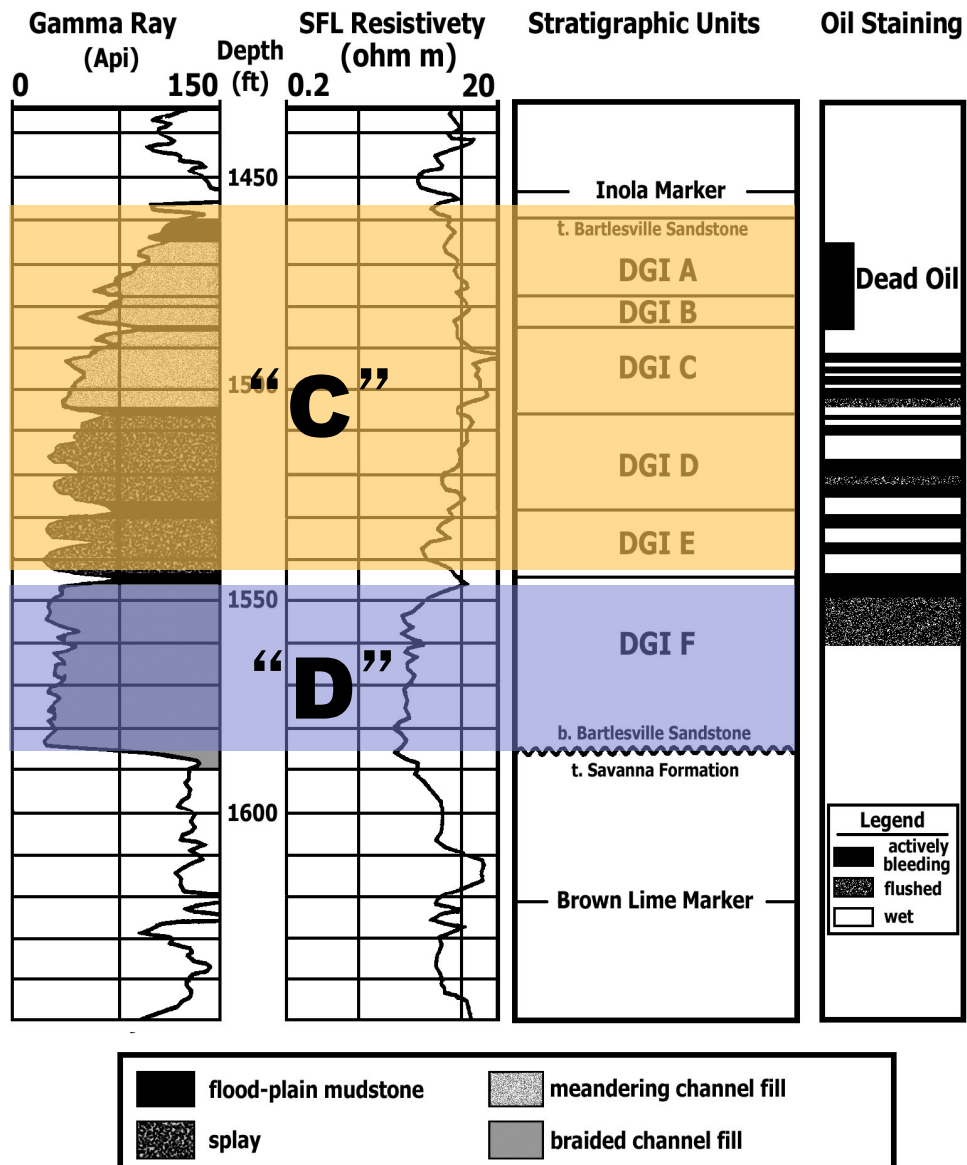 Gamma Ray
(Api)
0 150
Depth
(ft)
SFL Resistivety
(ohm m)
0.2 20
Stratigraphic Units
Oil Staining
1450
1500
1550
1600
“C”
“D”
Inola Marker
t. Bartlesville Sandstone
DGI A
DGI B
DGI C
DGI D
DGI E
DGI F
b. Bartlesville Sandstone
t. Savanna Formation
Brown Lime Marker
Dead Oil
Legend
actively
bleeding
flushed
wet
flood-plain mudstone
meandering channel fill
splay
braided channel fill